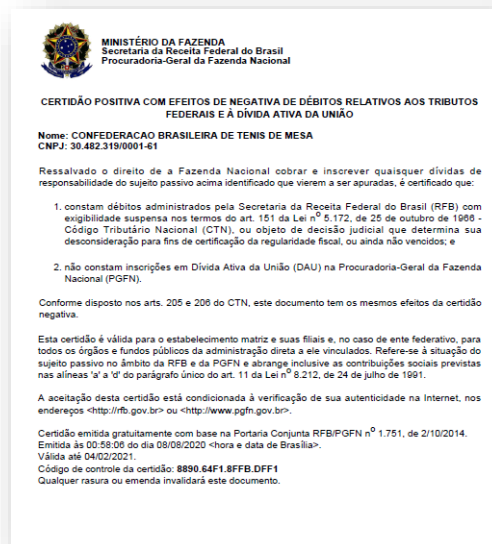 MINISTÉRIO DA FAZENDA
Secretaria da Receita Federal do Brasil
Procuradoria-Geral da Fazenda Nacional
CERTIDÃO POSITIVA COM EFEITOS DE NEGATIVA DE DÉBITOS RELATIVOS AOS TRIBUTOS
FEDERAIS E À DÍVIDA ATIVA DA UNIÃO
Nome: CONFEDERACAO BRASILEIRA DE TENIS DE MESA
CNPJ: 30.482.319/0001-61
Ressalvado o direito de a Fazenda Nacional cobrar e inscrever quaisquer dívidas de
responsabilidade do sujeito passivo acima identificado que vierem a ser apuradas, é certificado que:
1. constam débitos administrados pela Secretaria da Receita Federal do Brasil (RFB) com
exigibilidade suspensa nos termos do art. 151 da Lei nº 5.172, de 25 de outubro de 1966 -
Código Tributário Nacional (CTN), ou objeto de decisão judicial que determina sua
desconsideração para fins de certificação da regularidade fiscal, ou ainda não vencidos; e
2. não constam inscrições em Dívida Ativa da União (DAU) na Procuradoria-Geral da Fazenda
Nacional (PGFN).
Conforme disposto nos arts. 205 e 206 do CTN, este documento tem os mesmos efeitos da certidão
negativa.
Esta certidão é válida para o estabelecimento matriz e suas filiais e, no caso de ente federativo, para
todos os órgãos e fundos públicos da administração direta a ele vinculados. Refere-se à situação do
sujeito passivo no âmbito da RFB e da PGFN e abrange inclusive as contribuições sociais previstas
nas alíneas 'a' a 'd' do parágrafo único do art. 11 da Lei nº 8.212, de 24 de julho de 1991.
A aceitação desta certidão está condicionada à verificação de sua autenticidade na Internet, nos
endereços <http://rfb.gov.br> ou <http://www.pgfn.gov.br>.
Certidão emitida gratuitamente com base na Portaria Conjunta RFB/PGFN nº 1.751, de 2/10/2014.
Emitida às 00:58:06 do dia 08/08/2020 <hora e data de Brasília>.
Válida até 04/02/2021.
Código de controle da certidão: 8890.64F1.8FFB.DFF1
Qualquer rasura ou emenda invalidará este documento.